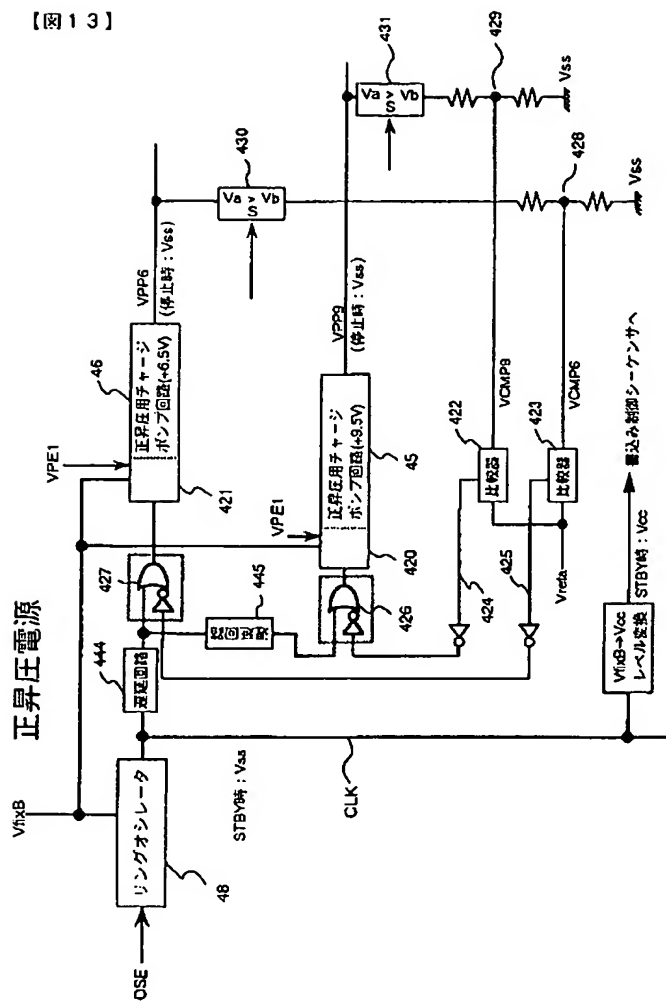 【図13】
正昇圧電源
VfixB
OSE
リングオシレータ
48
STBY時：Vss
CLK
444
遅延回路
427
445
遅延回路
426
VPE1
46
正昇圧用チャージ
ポンプ回路(+6.5V)
421
VPP6
(停止時：Vss)
430
Va
Vb
S
VPE1
正昇圧用チャージ
ポンプ回路(+9.5V)
45
420
VPP9
(停止時：Vss)
431
Va
Vb
S
429
Vss
428
Vss
VCMP9
422
比較器
424
VCMP6
423
比較器
425
Vrefa
VfixB→Vcc
レベル変換
STBY時：Vcc
書込み制御シーケンサへ